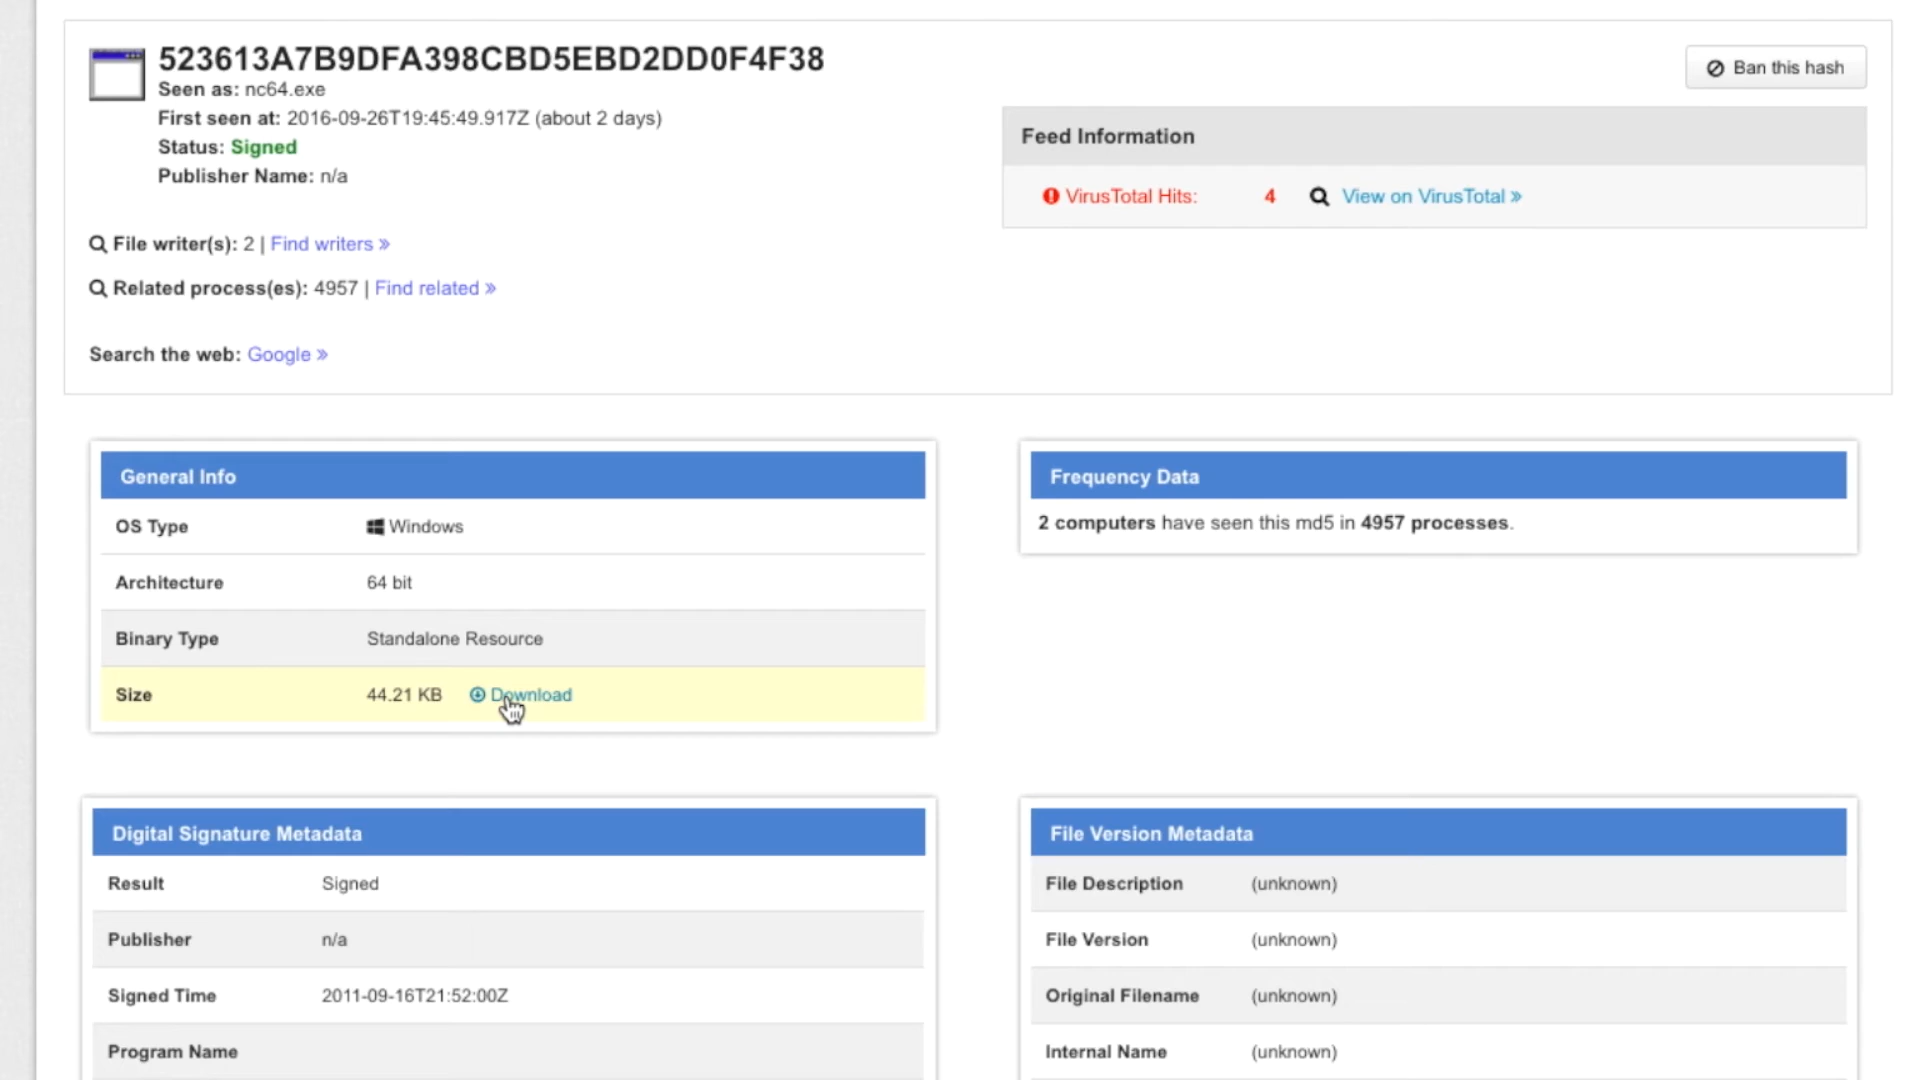 523613A7B9DFA398CBD5EBD2DD0F4F38
Seen as: nc64.exe
First seen at: 2016-09-26T19:45:49.917Z (about 2 days)
Status: Signed
Publisher Name: n/a
File writer(s): 2 | Find writers »
Related process(es): 4957 | Find related »
Search the web: Google »
Ban this hash
Feed Information
VirusTotal Hits: 4 View on VirusTotal »
General Info
OS Type Windows
Architecture 64 bit
Binary Type Standalone Resource
Size 44.21 KB Download
Frequency Data
2 computers have seen this md5 in 4957 processes.
Digital Signature Metadata
Result Signed
Publisher n/a
Signed Time 2011-09-16T21:52:00Z
Program Name
File Version Metadata
File Description (unknown)
File Version (unknown)
Original Filename (unknown)
Internal Name (unknown)